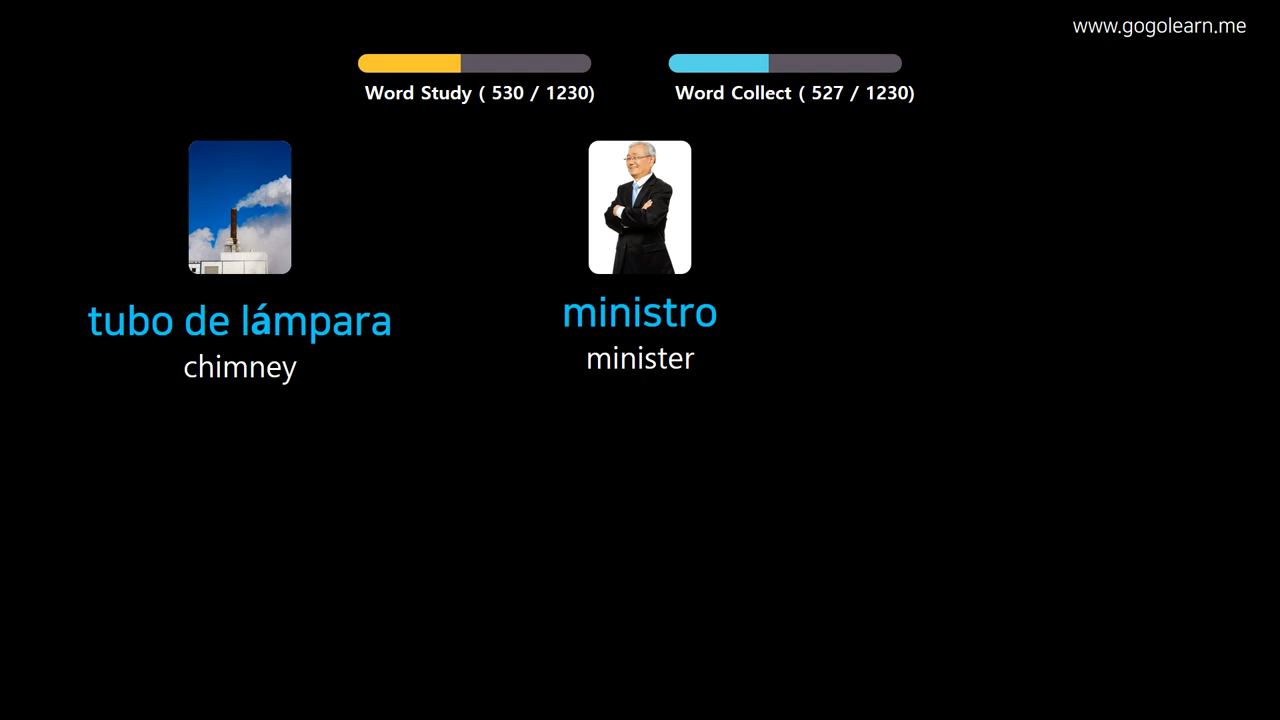 www.gogolearn.me
Word Study ( 530 / 1230)
Word Collect ( 527 / 1230)
tubo de lámpara
chimney
ministro
minister